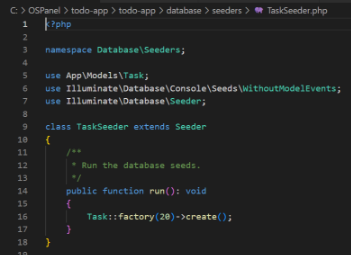 C: > OSPanel > todo-app > todo-app > database > seeders > TaskSeeder.php
1 <?php
2
3 namespace Database\Seeders;
4
5 use App\Models\Task;
6 use Illuminate\Database\Console\Seeds\WithoutModelEvents;
7 use Illuminate\Database\Seeder;
8
9 class TaskSeeder extends Seeder
10 {
11 /**
12 * Run the database seeds.
13 */
14 public function run(): void
15 {
16 Task::factory(20)->create();
17 }
18 }
19